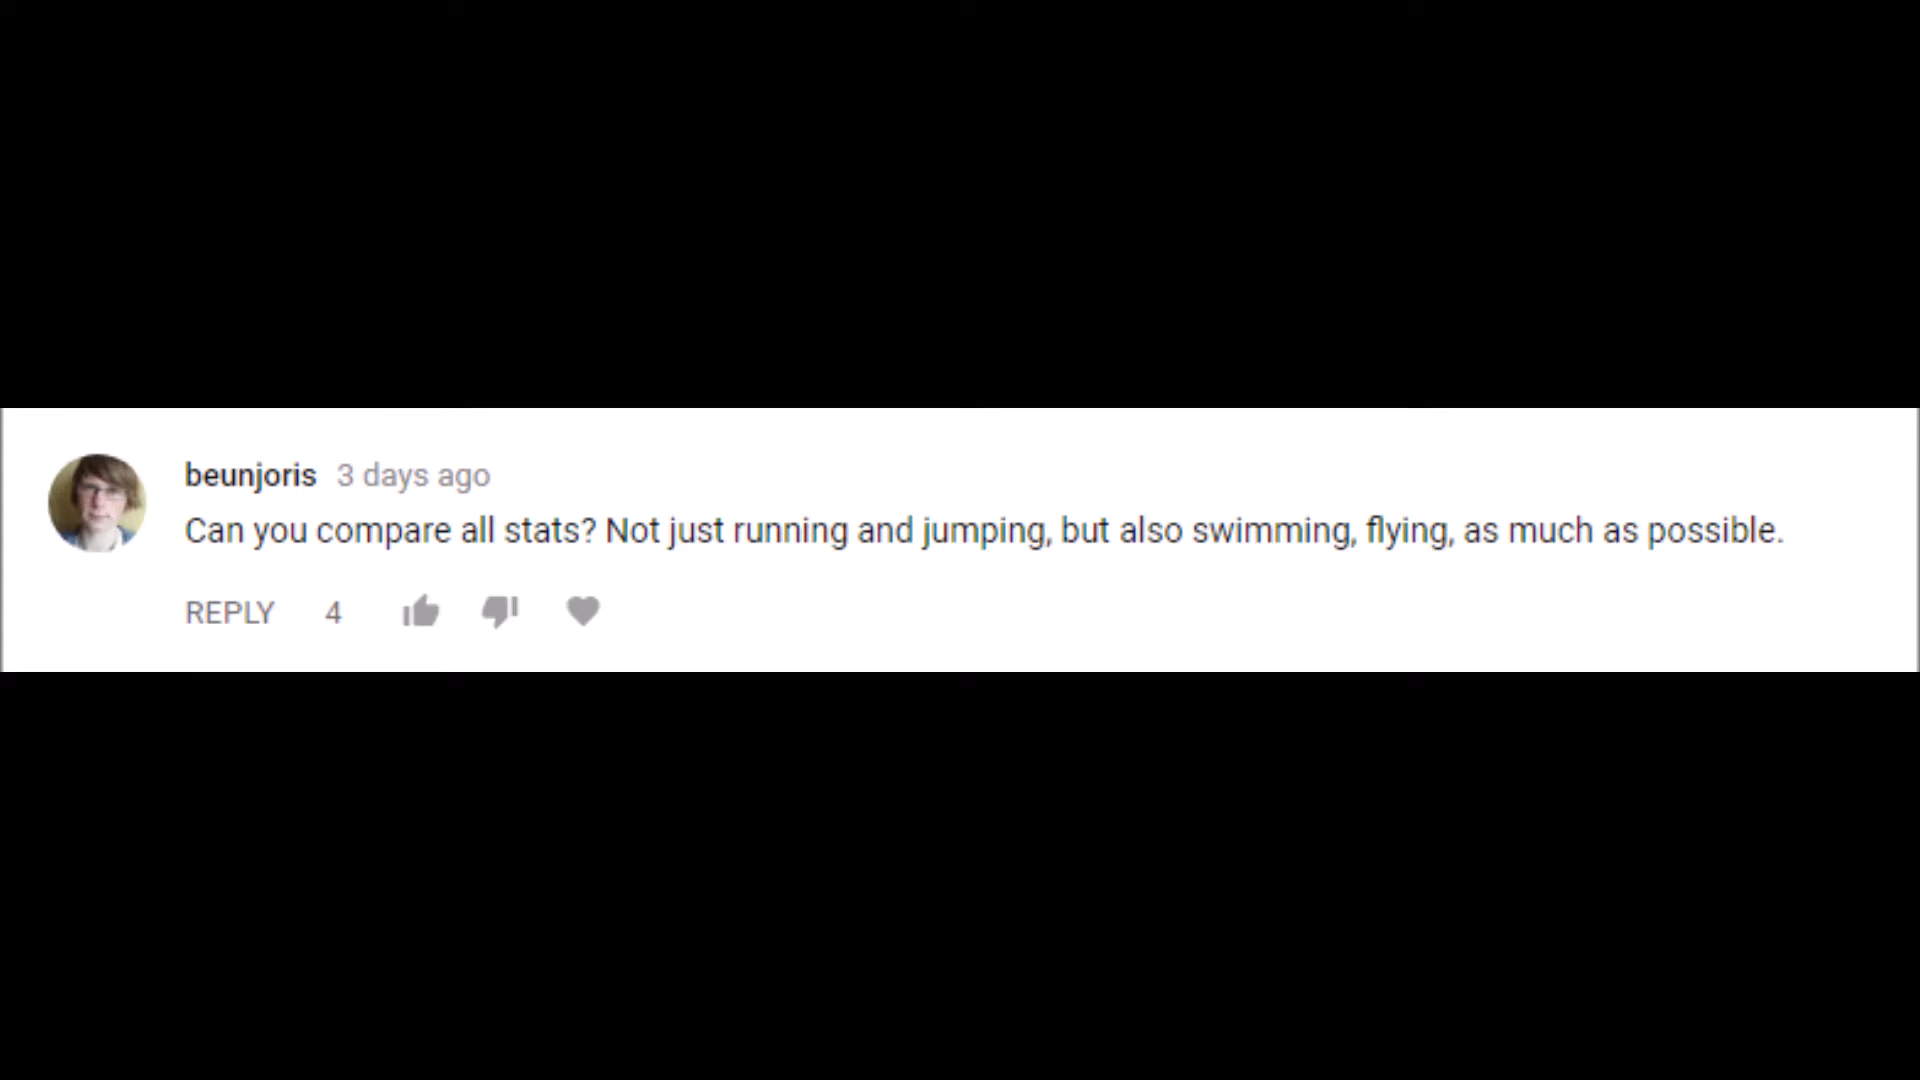 beunjoris 3 days ago
Can you compare all stats? Not just running and jumping, but also swimming, flying, as much as possible.
REPLY 4